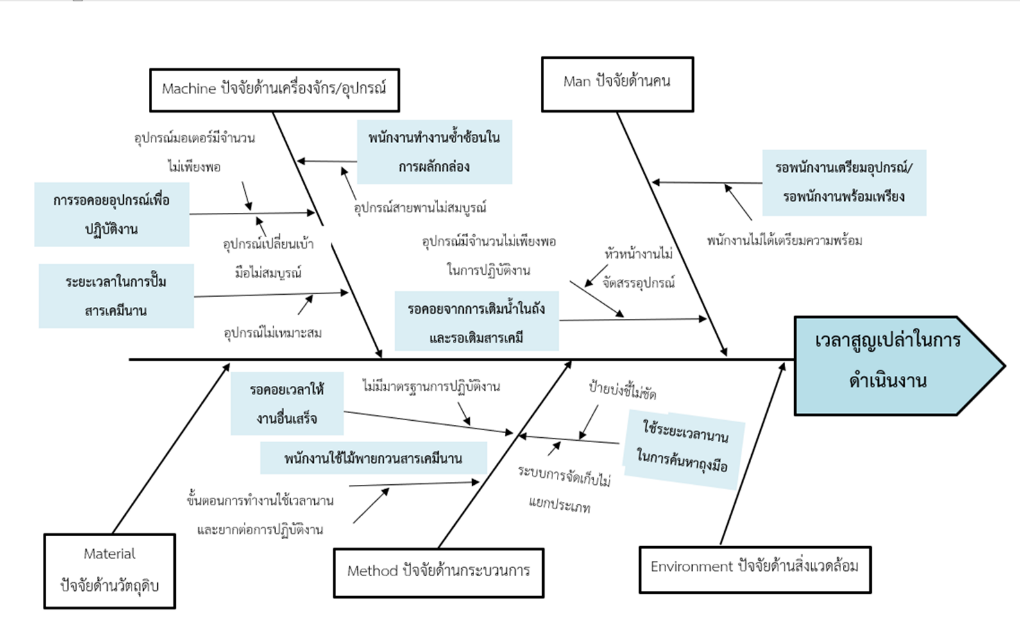 Machine ปัจจัยด้านเครื่องจักร/อุปกรณ์
Man ปัจจัยด้านคน
อุปกรณ์มอเตอร์มีจำนวน
ไม่เพียงพอ
พนักงานทำงานซ้ำซ้อนใน
การผลักกล่อง
รอพนักงานเตรียมอุปกรณ์/
รอพนักงานพร้อมเพรียง
การรอคอยอุปกรณ์เพื่อ
ปฏิบัติงาน
อุปกรณ์สายพานไม่สมบูรณ์
อุปกรณ์เปลี่ยนเบ้า
มือไม่สมบูรณ์
อุปกรณ์มีจำนวนไม่เพียงพอ
ในการปฏิบัติงาน
หัวหน้างานไม่
จัดสรรอุปกรณ์
พนักงานไม่ได้เตรียมความพร้อม
ระยะเวลาในการปั๊ม
สารเคมีนาน
อุปกรณ์ไม่เหมาะสม
รอคอยจากการเติมน้ำในถัง
และรอเติมสารเคมี
เวลาสูญเปล่าในการ
ดำเนินงาน
รอคอยเวลาให้
งานอื่นเสร็จ
ไม่มีมาตรฐานการปฏิบัติงาน
ป้ายบ่งชี้ไม่ชัด
ใช้ระยะเวลานาน
ในการค้นหาถุงมือ
พนักงานใช้ไม้พายกวนสารเคมีนาน
ระบบการจัดเก็บไม่
แยกประเภท
ขั้นตอนการทำงานใช้เวลานาน
และยากต่อการปฏิบัติงาน
Material
ปัจจัยด้านวัตถุดิบ
Method ปัจจัยด้านกระบวนการ
Environment ปัจจัยด้านสิ่งแวดล้อม